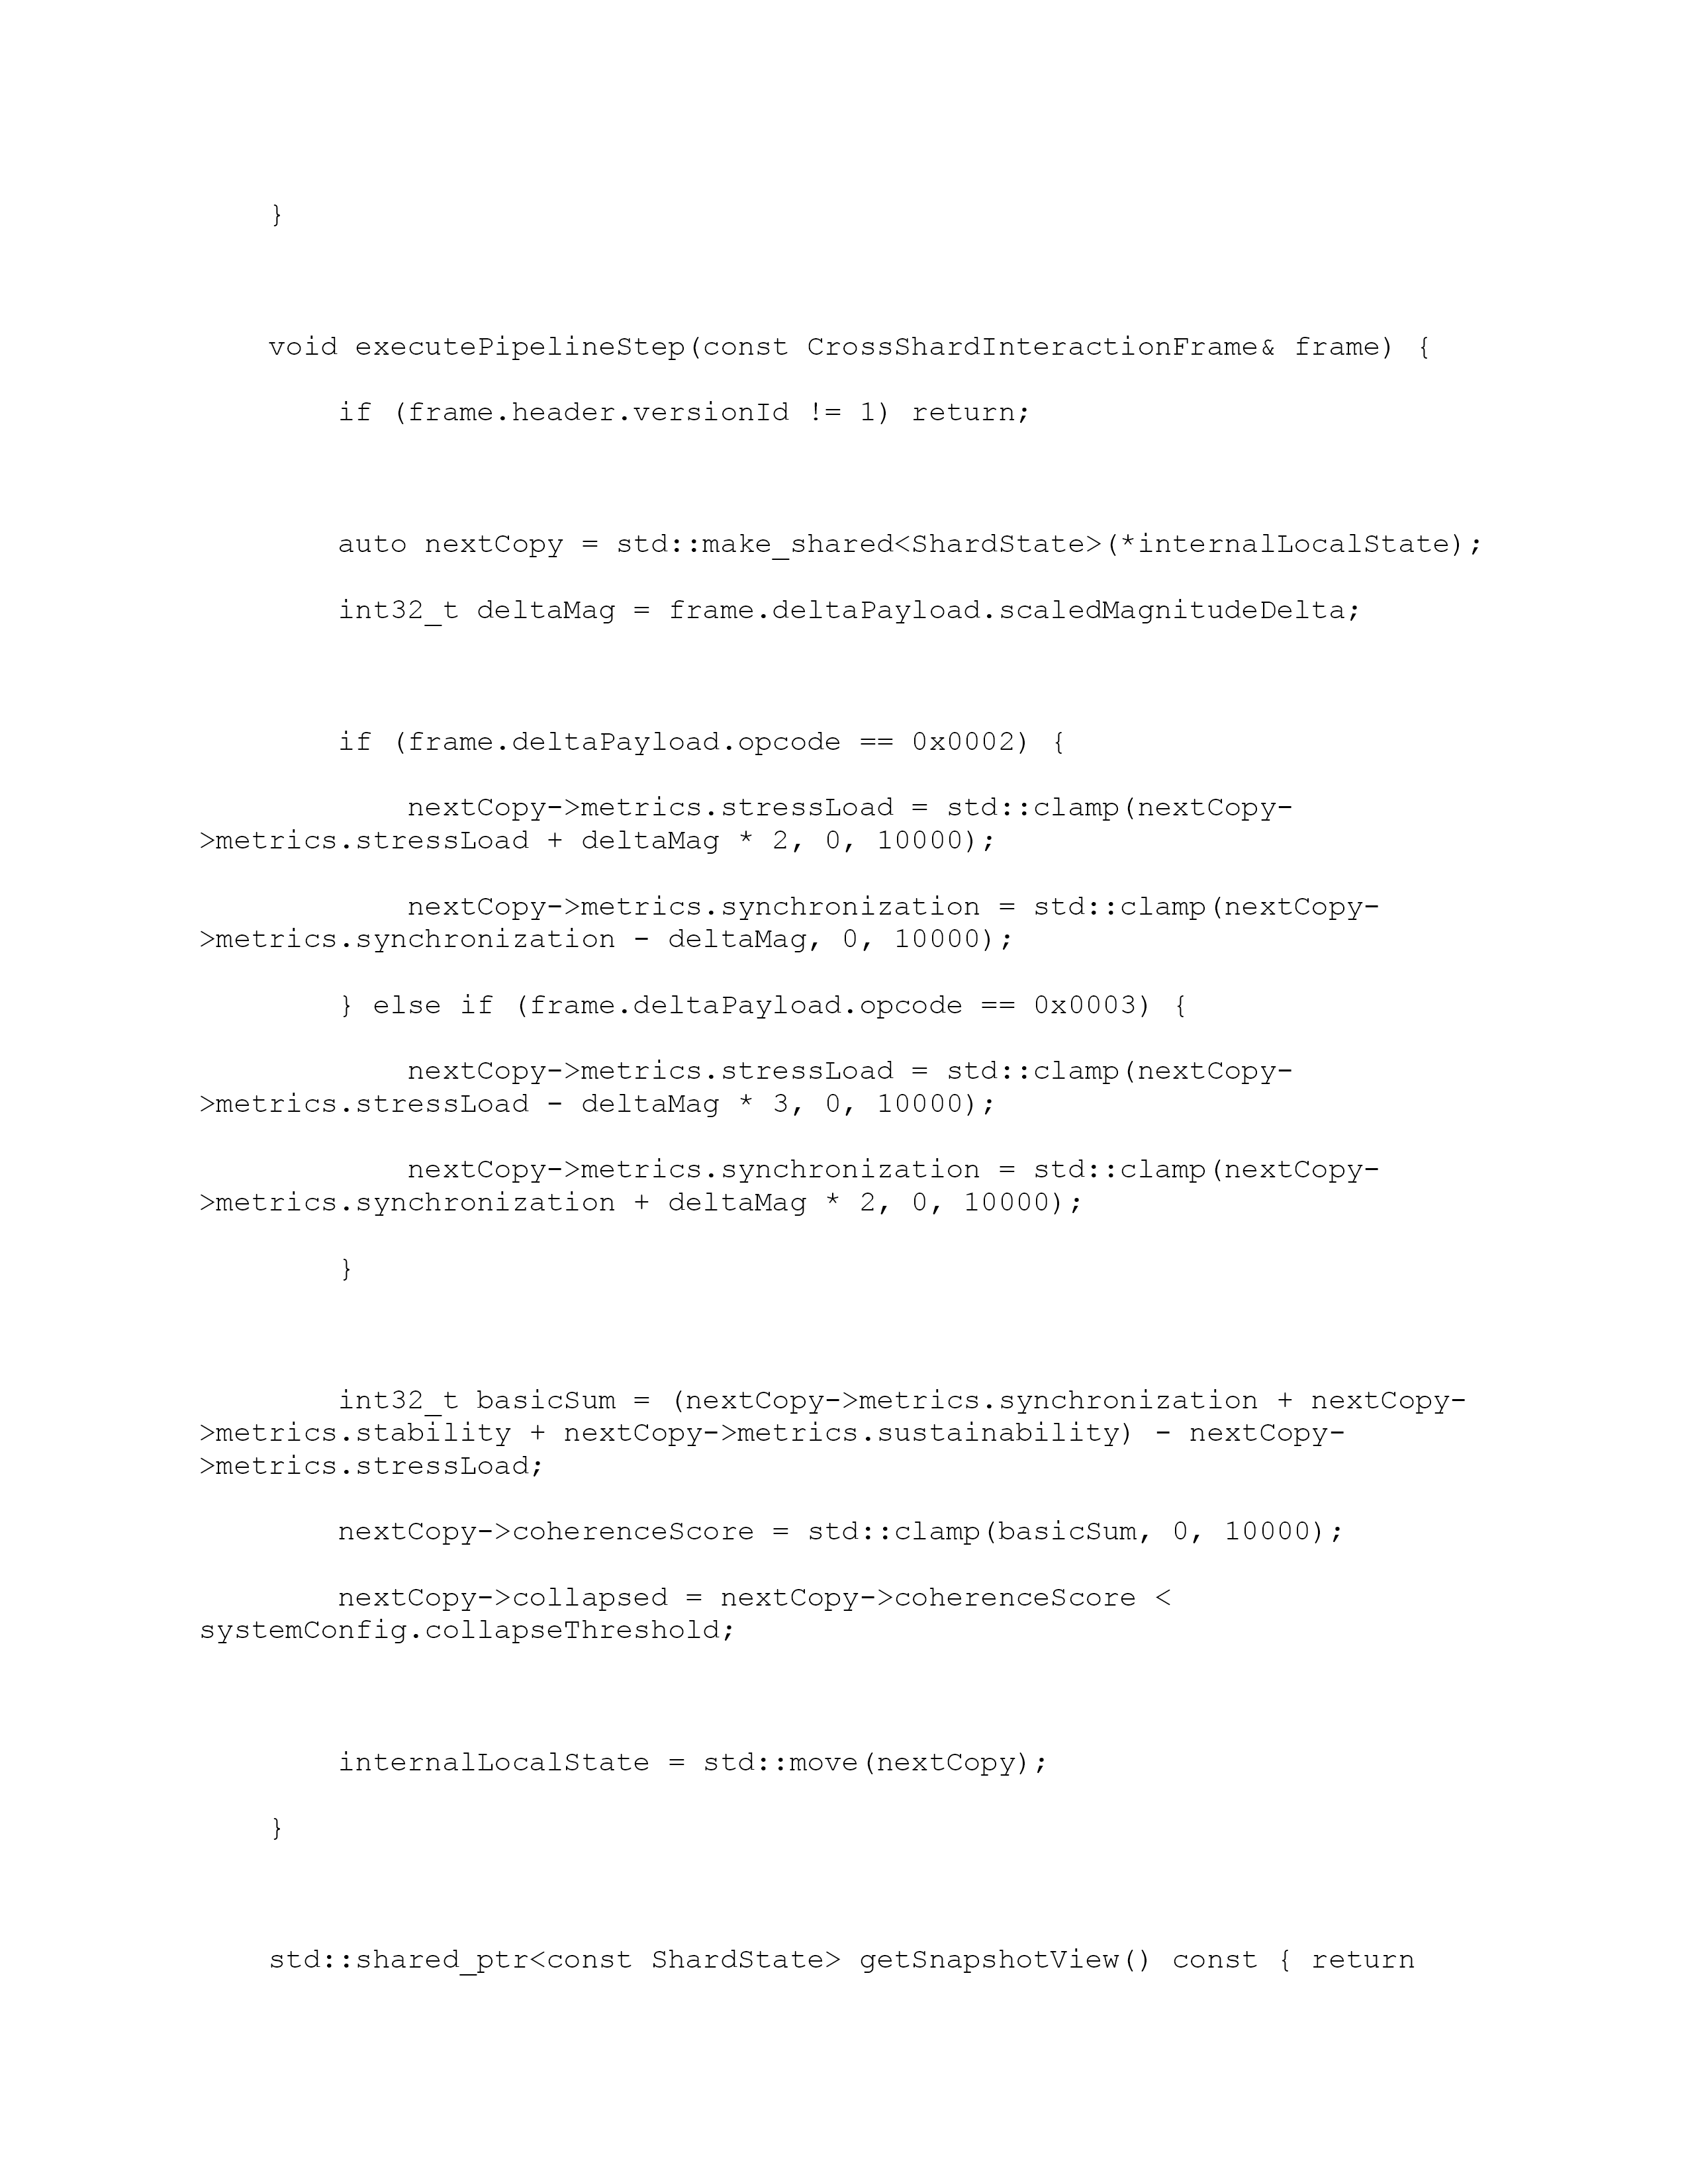 }
void executePipelineStep(const CrossShardInteractionFrame& frame) {
if (frame.header.versionId != 1) return;
auto nextCopy = std::make_shared<ShardState>(*internalLocalState);
int32_t deltaMag = frame.deltaPayload.scaledMagnitudeDelta;
if (frame.deltaPayload.opcode == 0x0002) {
nextCopy->metrics.stressLoad = std::clamp(nextCopy-
>metrics.stressLoad + deltaMag * 2, 0, 10000);
nextCopy->metrics.synchronization = std::clamp(nextCopy-
>metrics.synchronization - deltaMag, 0, 10000);
} else if (frame.deltaPayload.opcode == 0x0003) {
nextCopy->metrics.stressLoad = std::clamp(nextCopy-
>metrics.stressLoad - deltaMag * 3, 0, 10000);
nextCopy->metrics.synchronization = std::clamp(nextCopy-
>metrics.synchronization + deltaMag * 2, 0, 10000);
}
int32_t basicSum = (nextCopy->metrics.synchronization + nextCopy-
>metrics.stability + nextCopy->metrics.sustainability) - nextCopy-
>metrics.stressLoad;
nextCopy->coherenceScore = std::clamp(basicSum, 0, 10000);
nextCopy->collapsed = nextCopy->coherenceScore <
systemConfig.collapseThreshold;
internalLocalState = std::move(nextCopy);
}
std::shared_ptr<const ShardState> getSnapshotView() const { return